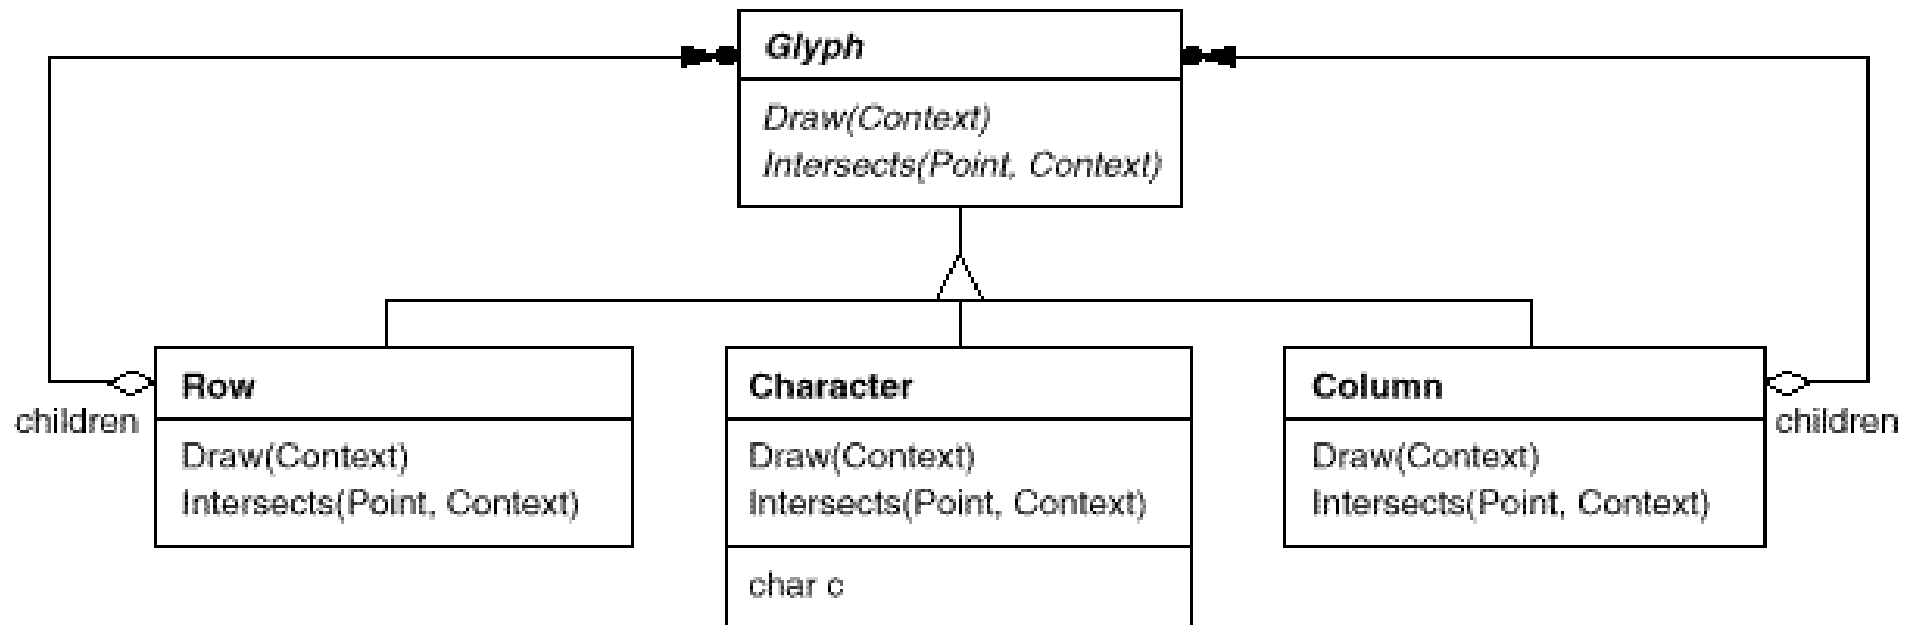 Glyph
Draw(Context)
Intersects(Point, Context)
children
Row
Draw(Context)
Intersects(Point, Context)
Character
Draw(Context)
Intersects(Point, Context)
char c
Column
Draw(Context)
Intersects(Point, Context)
children